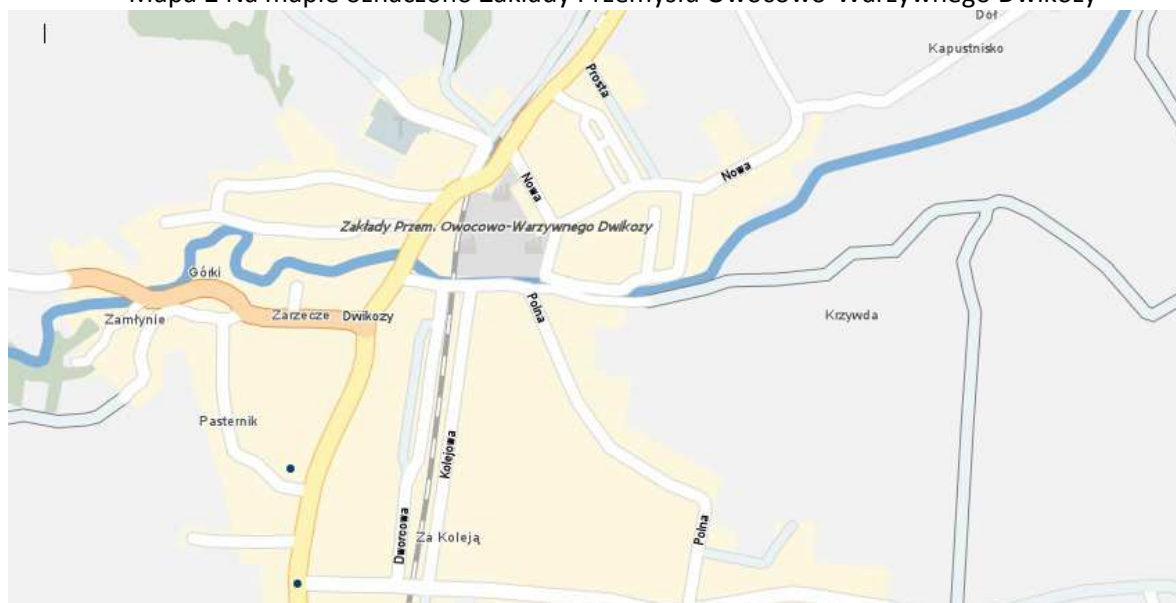 Mapa 2 Na mapie oznaczono Zakłady Przemysłu Owocowo-Warzywnego Dwikozy
Dół
Kapustnisko
Prosta
Nowa
Nowa
Zakłady Przem. Owocowo-Warzywnego Dwikozy
Górki
Zamłynie
Zarzecze
Dwikozy
Polna
Krzywda
Pasternik
Kolejowa
Dworcowa
Za Koleją
Polna